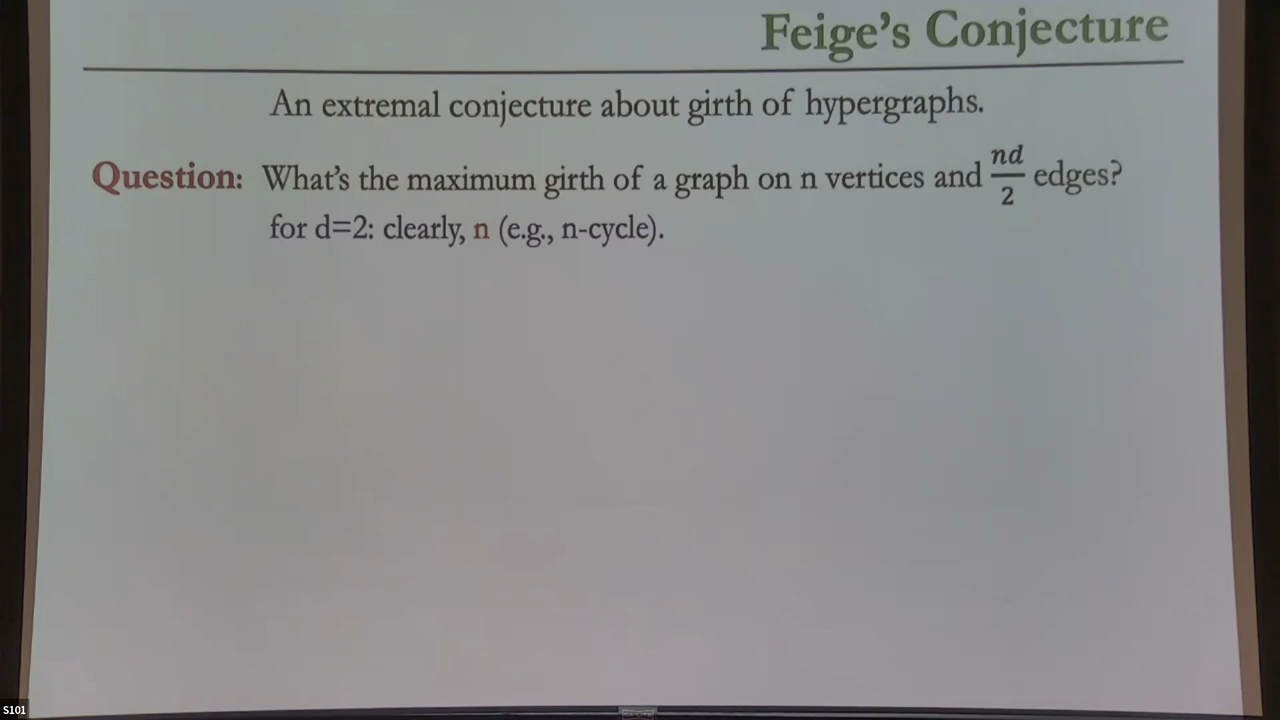 Feige's Conjecture
An extremal conjecture about girth of hypergraphs.
Question: What's the maximum girth of a graph on n vertices and nd/2 edges?
for d=2: clearly, n (e.g., n-cycle).
S101